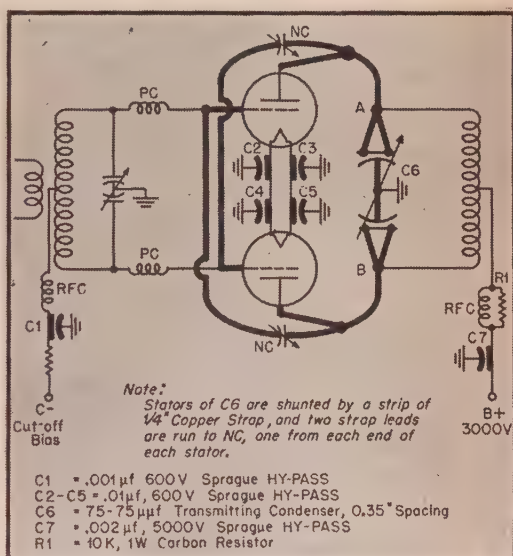 NC
PC
A
C2
C3
C6
C4
C5
PC
B
R1
RFC
RFC
C1
NC
C7
Note:
Stators of C6 are shunted by a strip of
1/4" Copper Strap, and two strap leads
are run to NC, one from each end of
each stator.
C-
Cut-off
Bias
B+
3000V
C1 = .001µf 600V Sprague HY-PASS
C2-C5 = .01µf, 600V Sprague HY-PASS
C6 = 75-75µµf Transmitting Condenser, 0.35" Spacing
C7 = .002µf, 5000V Sprague HY-PASS
R1 = 10K, 1W Carbon Resistor